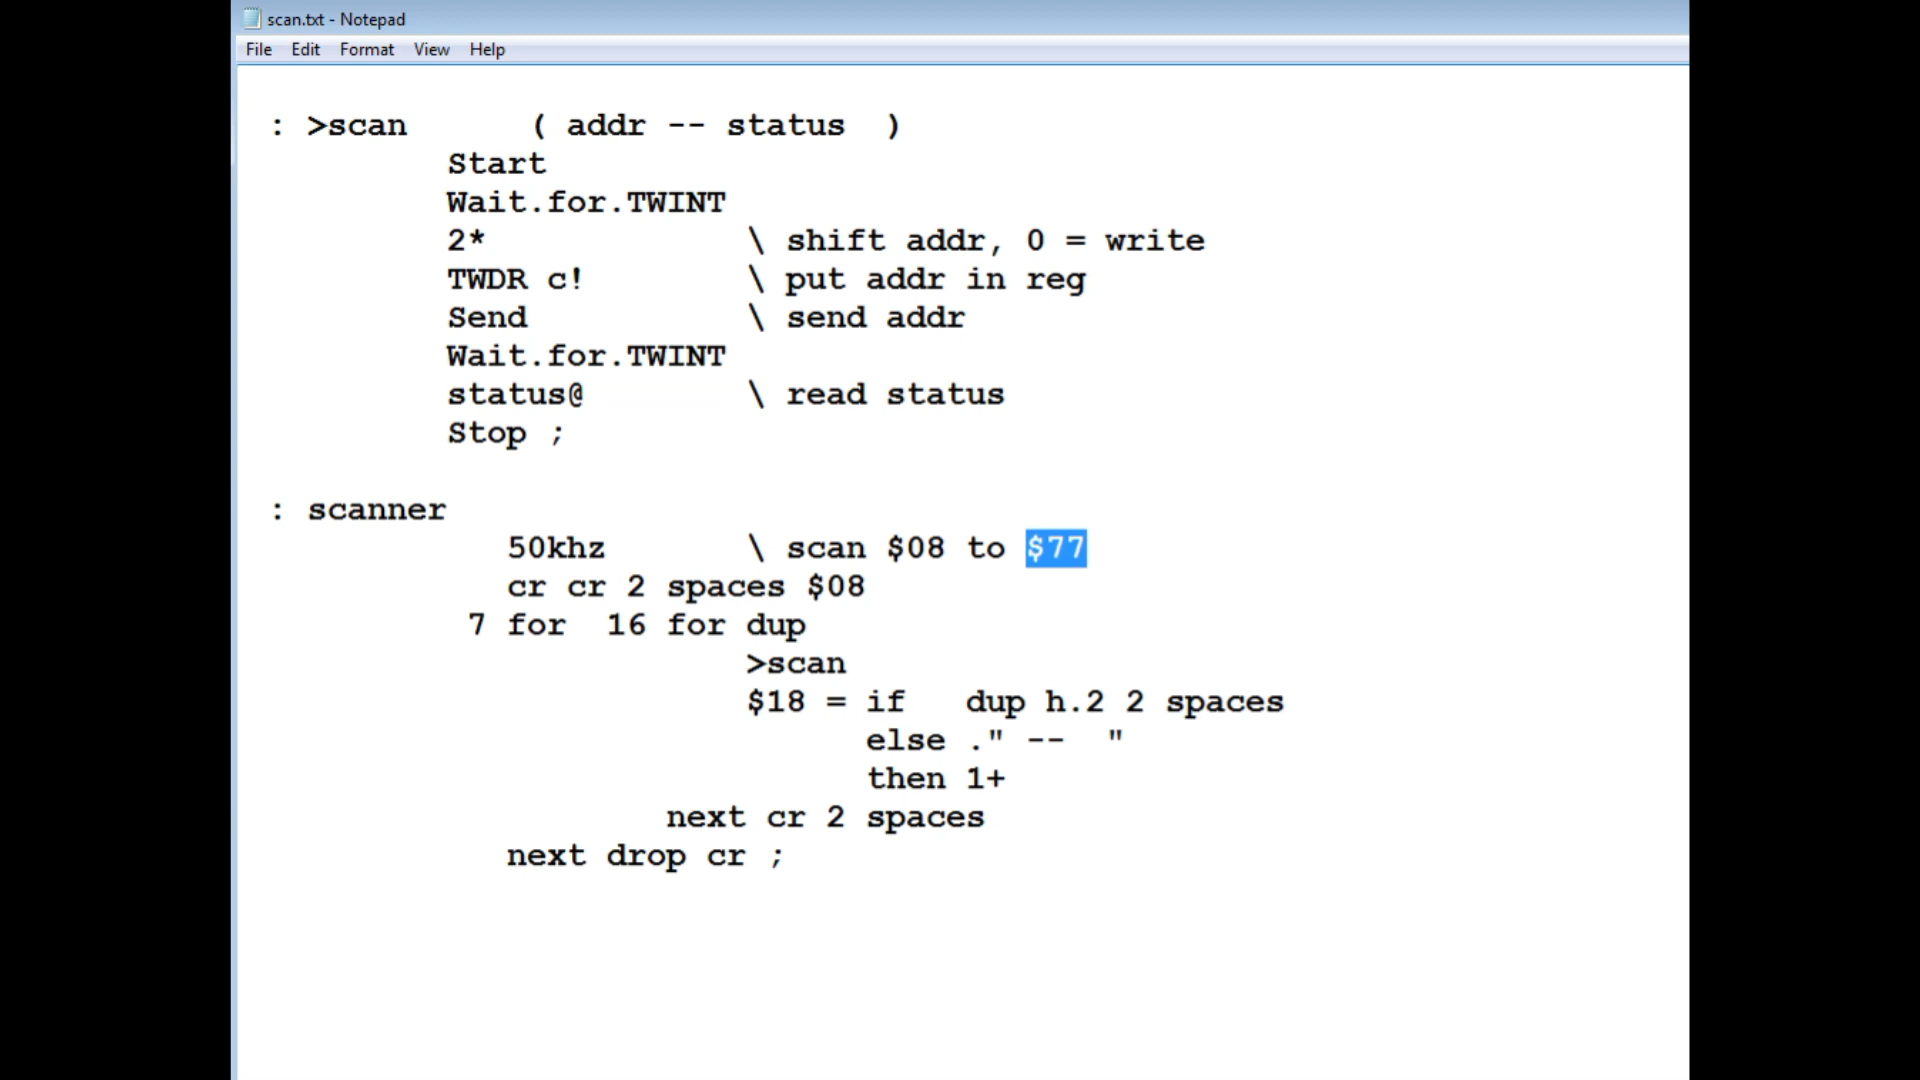 scan.txt - Notepad
File Edit Format View Help
: >scan ( addr -- status )
Start
Wait.for.TWINT
2* \ shift addr, 0 = write
TWDR c! \ put addr in reg
Send \ send addr
Wait.for.TWINT
status@ \ read status
Stop ;
: scanner
50khz \ scan $08 to $77
cr cr 2 spaces $08
7 for 16 for dup
>scan
$18 = if dup h.2 2 spaces
else ." -- "
then 1+
next cr 2 spaces
next drop cr ;